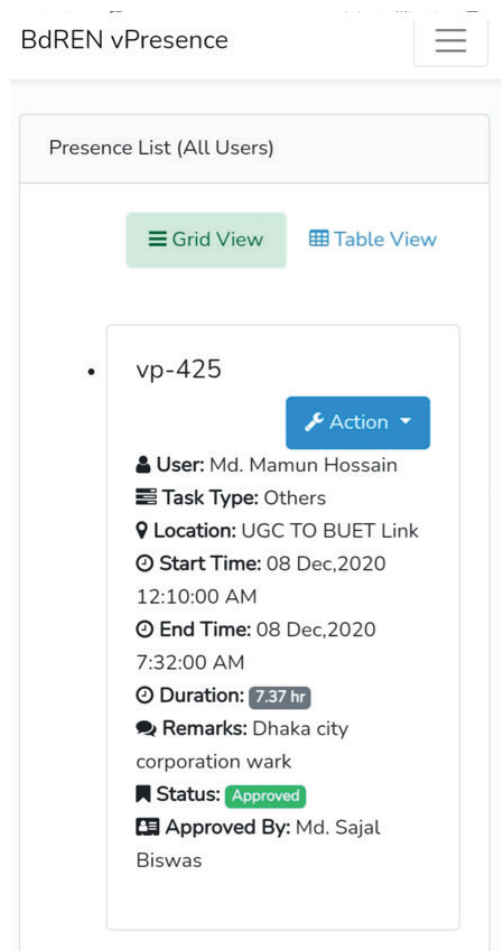 BdREN vPresence
Presence List (All Users)
Grid View Table View
vp-425
Action
User: Md. Mamun Hossain
Task Type: Others
Location: UGC TO BUET Link
Start Time: 08 Dec,2020
12:10:00 AM
End Time: 08 Dec,2020
7:32:00 AM
Duration: 7.37 hr
Remarks: Dhaka city
corporation wark
Status: Approved
Approved By: Md. Sajal
Biswas